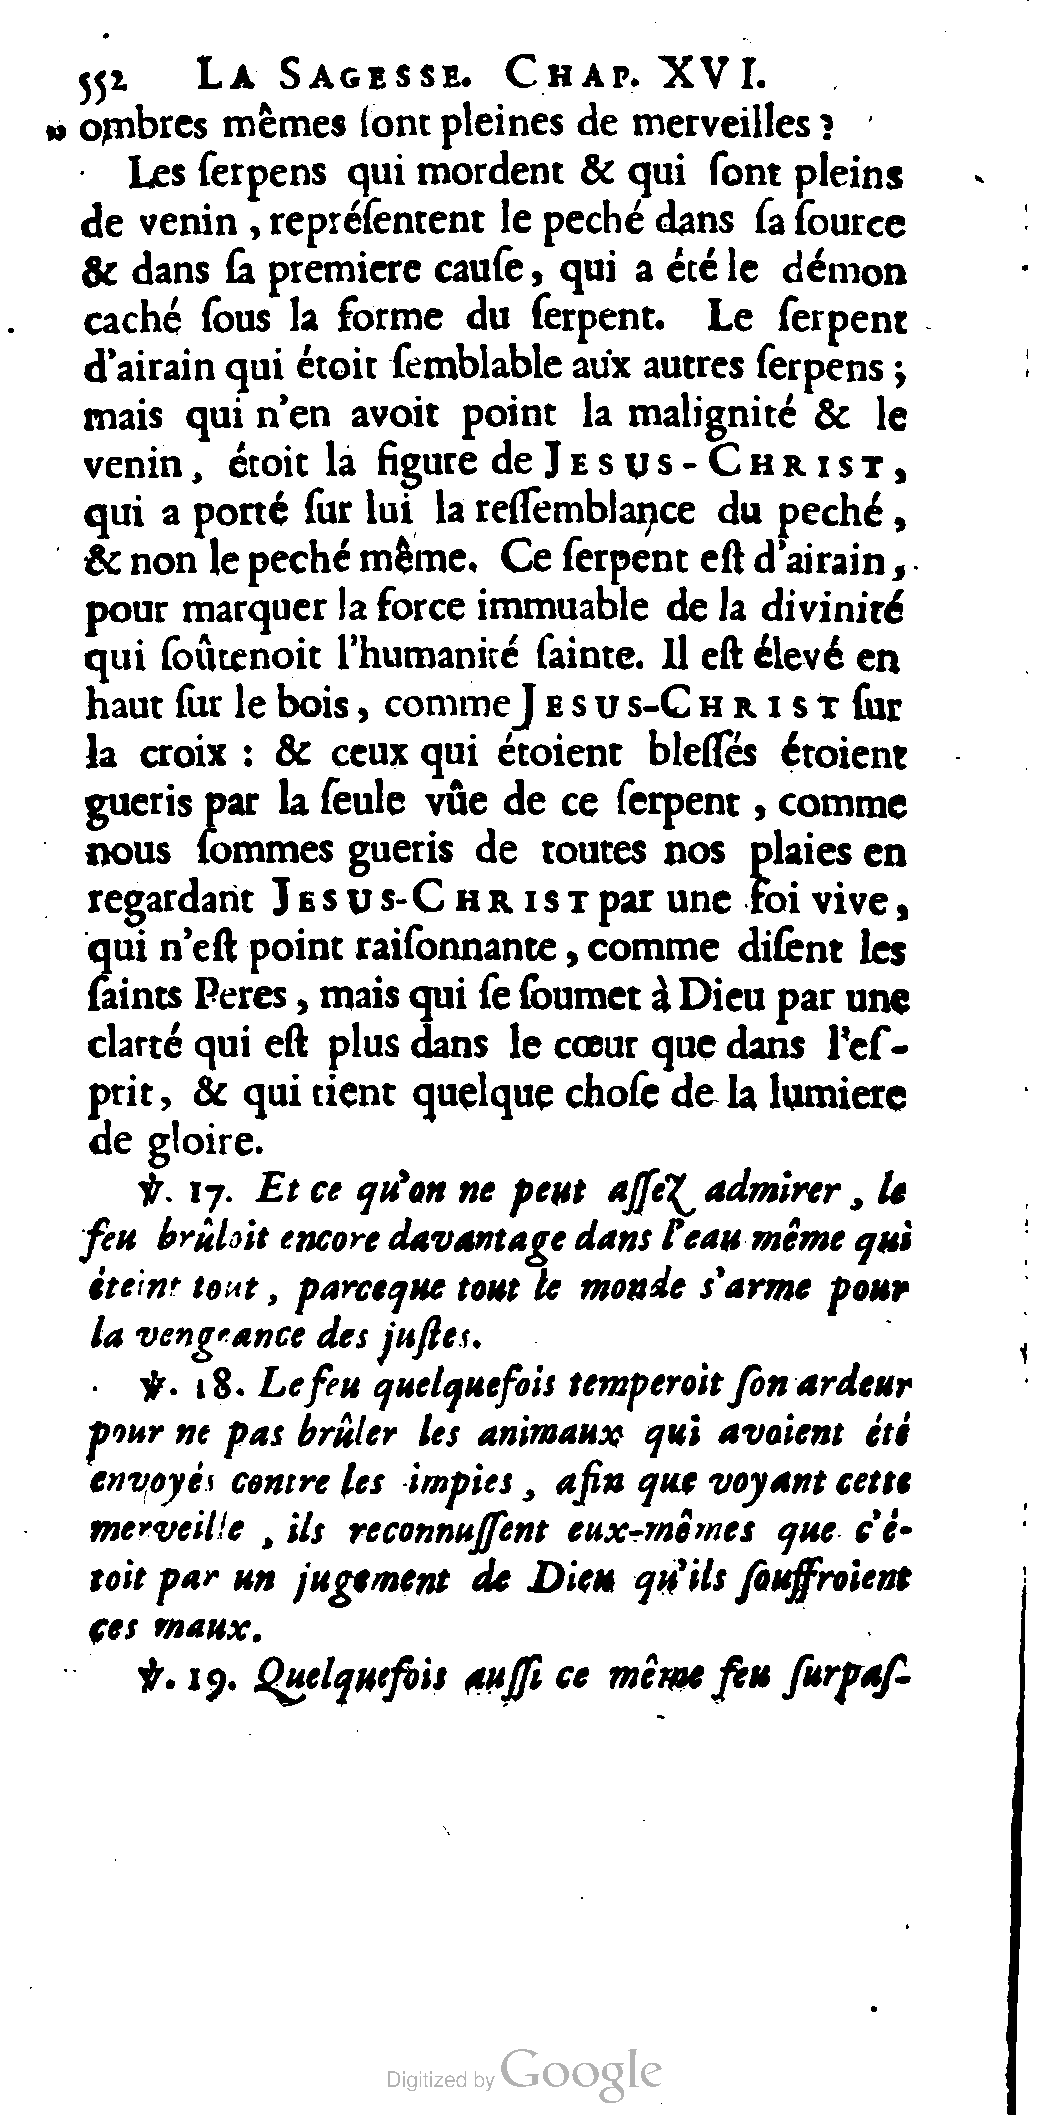 552 LA SAGESSE. CHAP. XVI.
» ombres mêmes ſont pleines de merveilles ?
Les ſerpens qui mordent & qui ſont pleins
de venin , repréſentent le peché dans ſa ſource
& dans ſa premiere cauſe, qui a été le démon
caché ſous la forme du ſerpent. Le ſerpent
d'airain qui étoit ſemblable aux autres ſerpens ;
mais qui n'en avoit point la malignité & le
venin, étoit la figure de JESUS-CHRIST,
qui a porté ſur lui la reſſemblance du peché ,
& non le peché même. Ce ſerpent eſt d'airain ,
pour marquer la force immuable de la divinité
qui ſoûtenoit l'humanité ſainte. Il eſt élevé en
haut ſur le bois, comme JESUS-CHRIST ſur
la croix : & ceux qui étoient bleſſés étoient
gueris par la ſeule vûe de ce ſerpent , comme
nous ſommes gueris de toutes nos plaies en
regardant JESUS-CHRIST par une foi vive,
qui n'eſt point raiſonnante , comme diſent les
ſaints Peres , mais qui ſe ſoumet à Dieu par une
clarté qui eſt plus dans le cœur que dans l'eſ-
prit, & qui tient quelque choſe de la lumiere
de gloire.
℣. 17. Et ce qu'on ne peut aſſez admirer , le
feu brûloit encore davantage dans l'eau même qui
éteint tout , parceque tout le monde s'arme pour
la vengeance des juſtes.
℣. 18. Le feu quelquefois temperoit ſon ardeur
pour ne pas brûler les animaux qui avoient été
envoyés contre les impies , afin que voyant cette
merveille , ils reconnuſſent eux-mêmes que c'é-
toit par un jugement de Dieu qu'ils ſouffroient
ces maux.
℣. 19. Quelquefois auſſi ce même feu ſurpaſ-
Digitized by Google